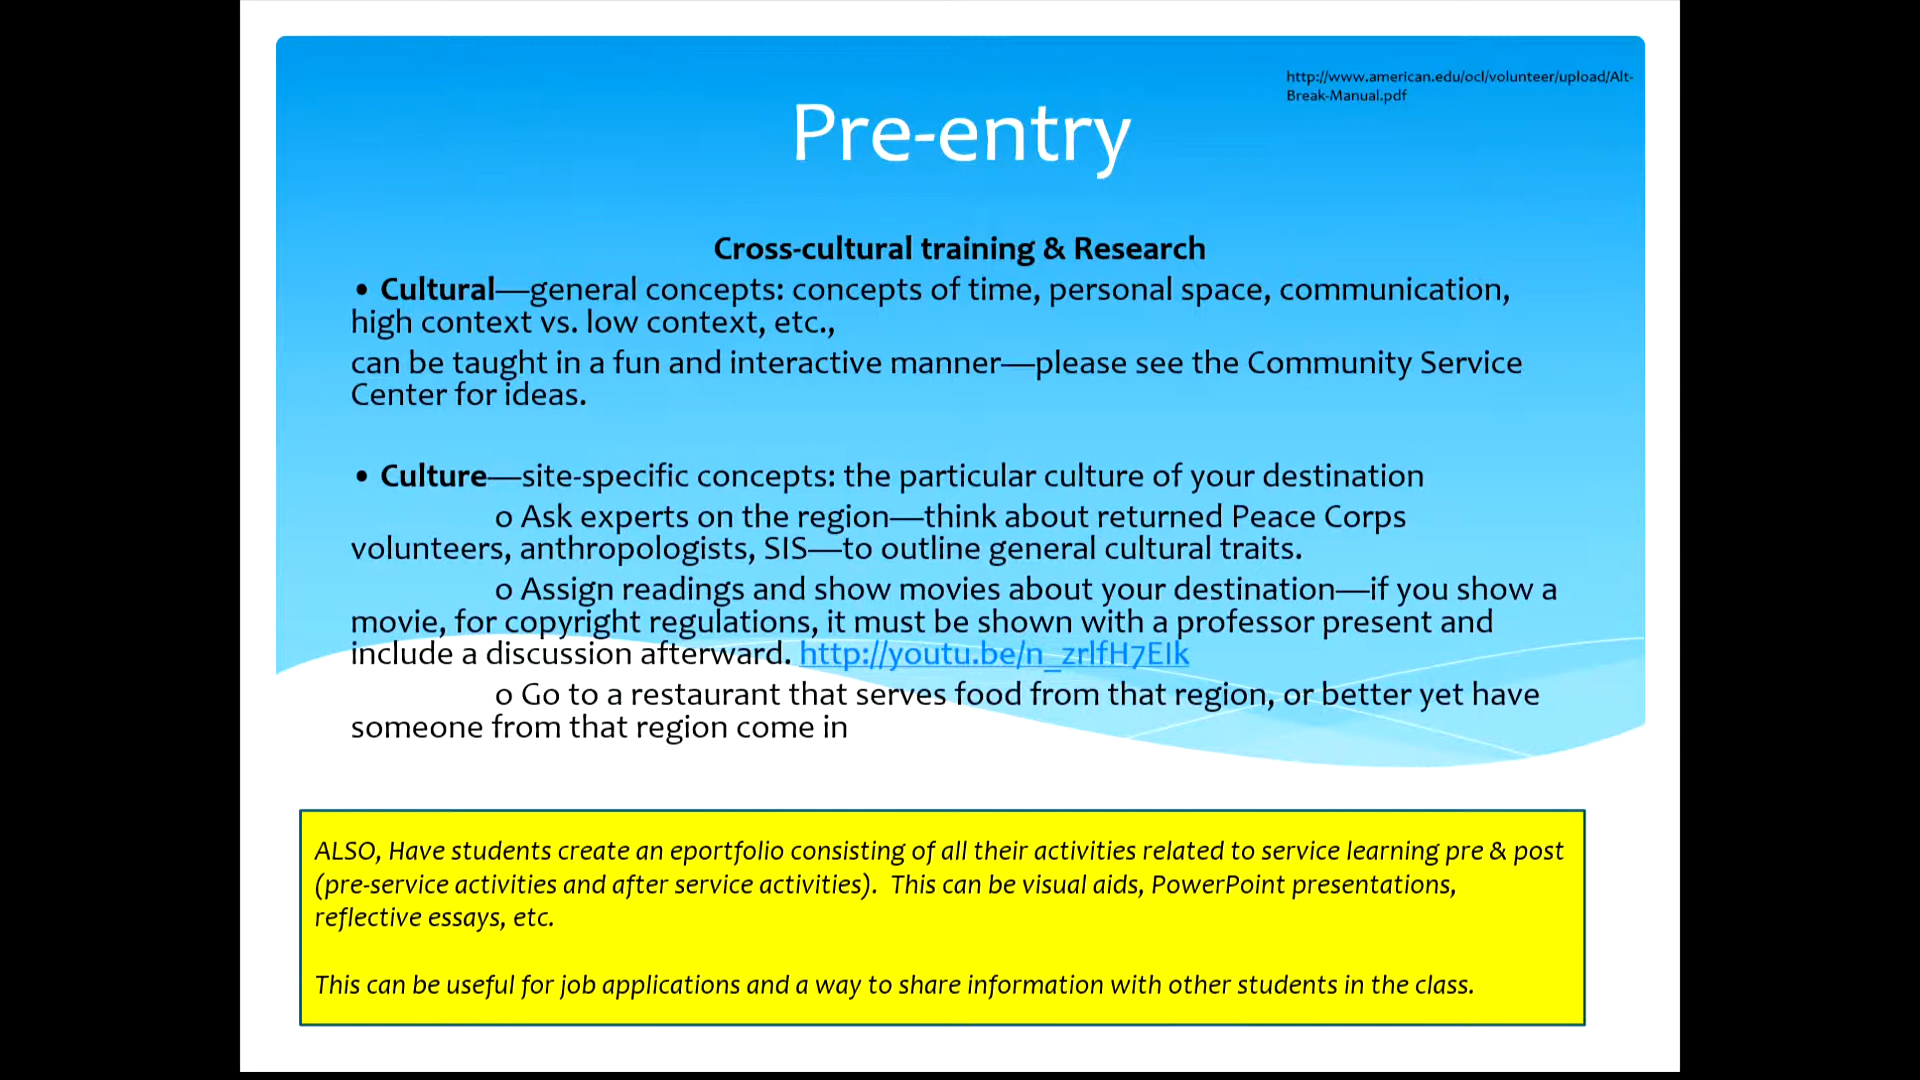 http://www.american.edu/ocl/volunteer/upload/Alt-
Break-Manual.pdf
Pre-entry
Cross-cultural training & Research
• Cultural—general concepts: concepts of time, personal space, communication,
high context vs. low context, etc.,
can be taught in a fun and interactive manner—please see the Community Service
Center for ideas.
• Culture—site-specific concepts: the particular culture of your destination
o Ask experts on the region—think about returned Peace Corps
volunteers, anthropologists, SIS—to outline general cultural traits.
o Assign readings and show movies about your destination—if you show a
movie, for copyright regulations, it must be shown with a professor present and
include a discussion afterward. http://youtu.be/n_zrlfH7EIk
o Go to a restaurant that serves food from that region, or better yet have
someone from that region come in
ALSO, Have students create an eportfolio consisting of all their activities related to service learning pre & post
(pre-service activities and after service activities).  This can be visual aids, PowerPoint presentations,
reflective essays, etc.
This can be useful for job applications and a way to share information with other students in the class.